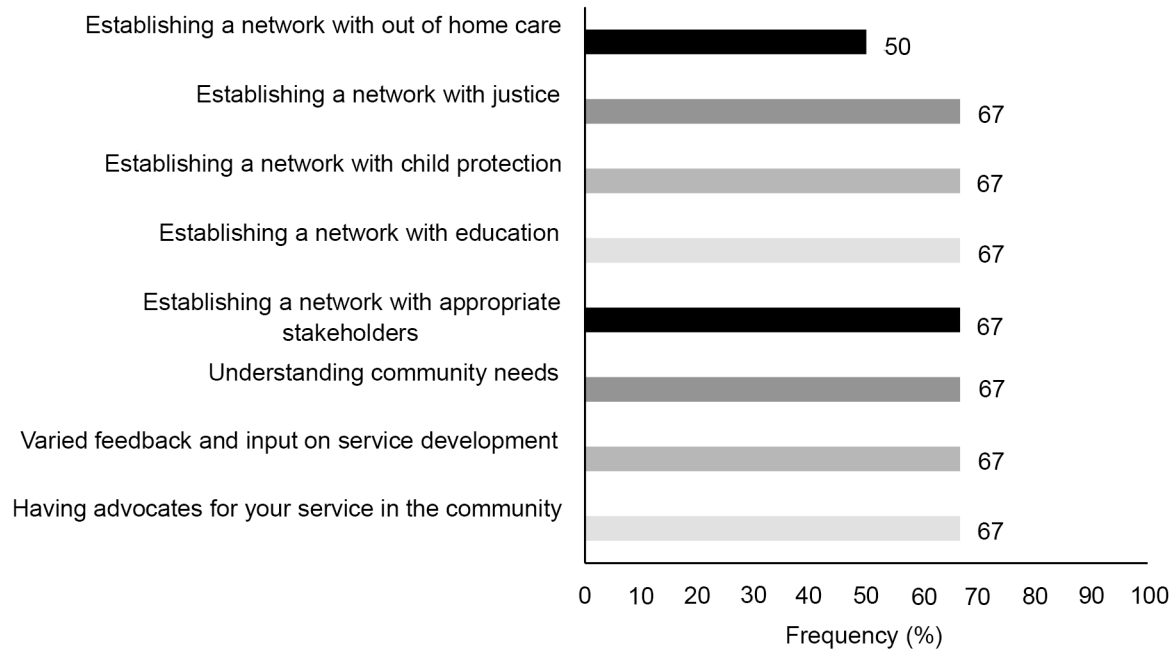 Establishing a network with out of home care
50
Establishing a network with justice
67
Establishing a network with child protection
67
Establishing a network with education
67
Establishing a network with appropriate
stakeholders
67
Understanding community needs
67
Varied feedback and input on service development
67
Having advocates for your service in the community
67
0 10 20 30 40 50 60 70 80 90 100
Frequency (%)